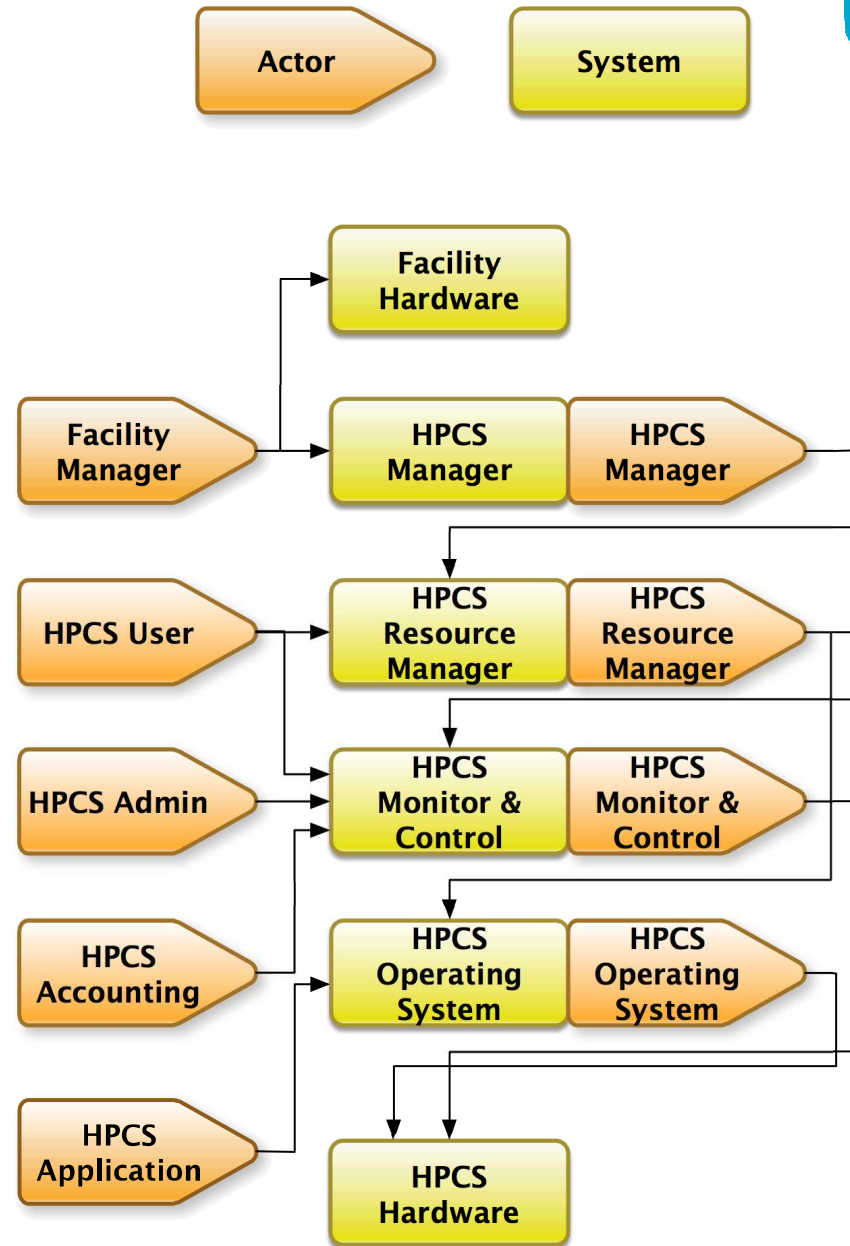 Actor
System
Facility
Hardware
Facility
Manager
HPCS
Manager
HPCS
Manager
HPCS User
HPCS
Resource
Manager
HPCS
Resource
Manager
HPCS Admin
HPCS
Monitor &
Control
HPCS
Monitor &
Control
HPCS
Accounting
HPCS
Operating
System
HPCS
Operating
System
HPCS
Application
HPCS
Hardware